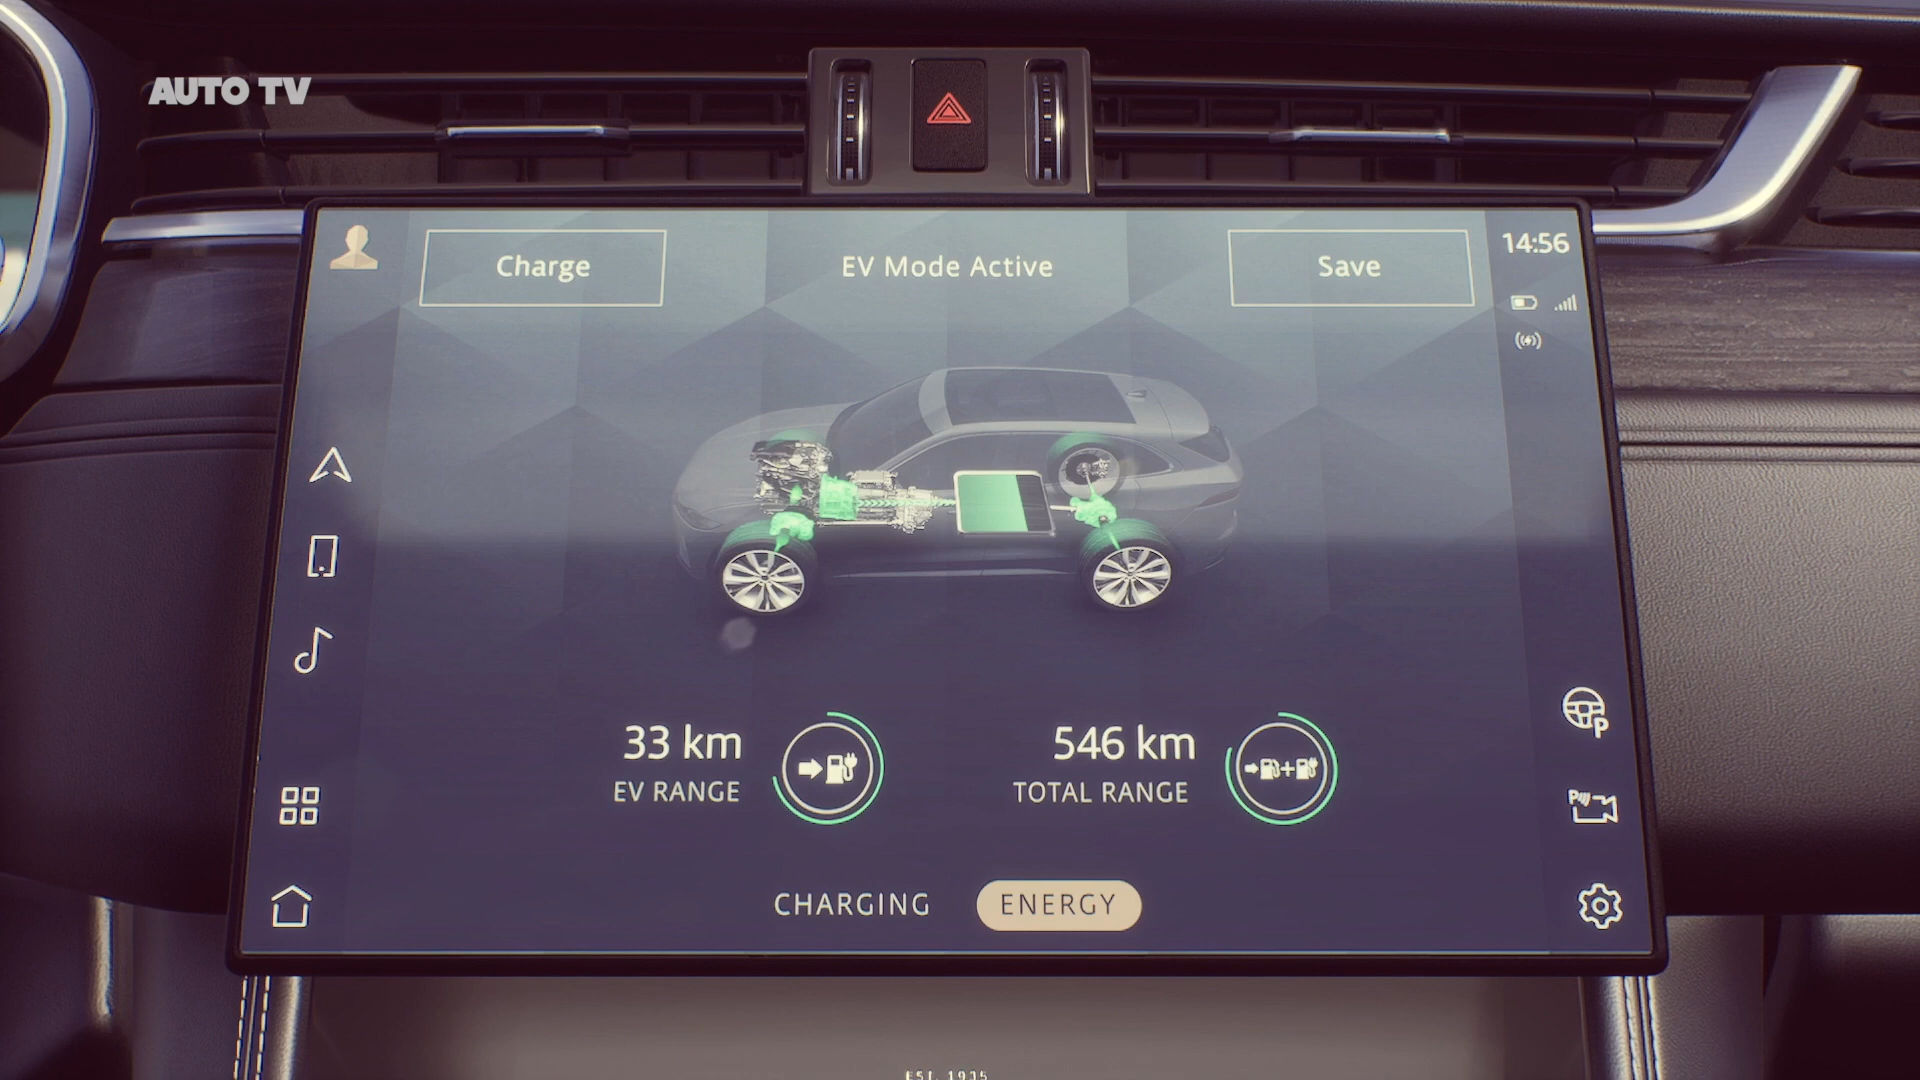 AUTO TV
Charge
EV Mode Active
Save
14:56
33 km
EV RANGE
546 km
TOTAL RANGE
P
P
CHARGING
ENERGY
EST. 1935